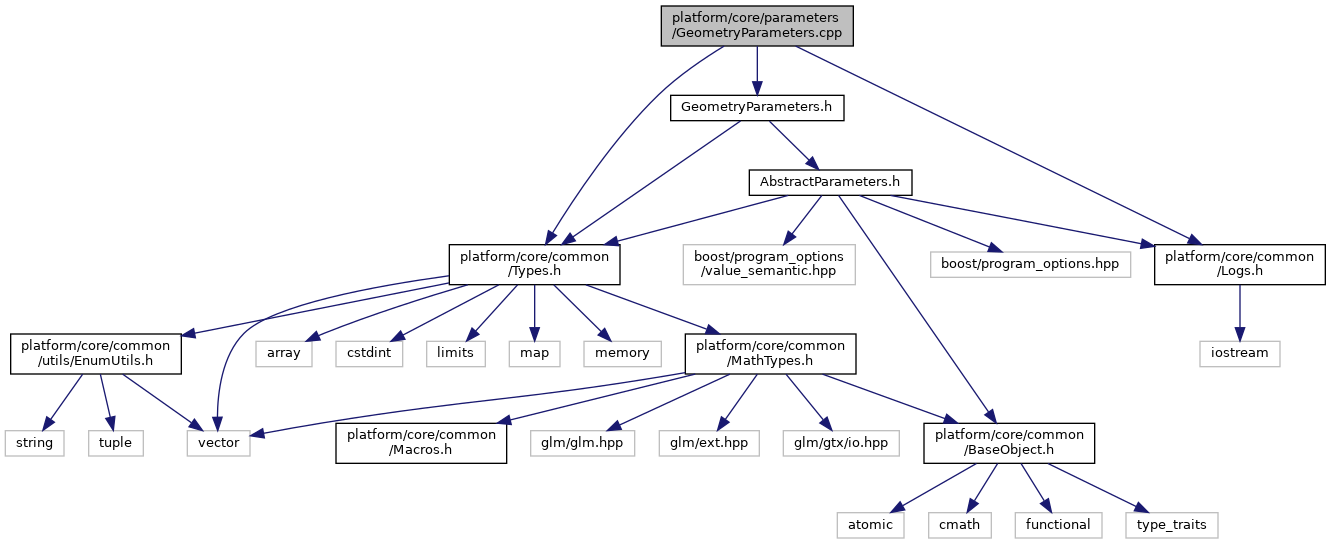 platform/core/parameters
/GeometryParameters.cpp
GeometryParameters.h
AbstractParameters.h
platform/core/common
/Types.h
boost/program_options
/value_semantic.hpp
boost/program_options.hpp
platform/core/common
/Logs.h
platform/core/common
/utils/EnumUtils.h
array
cstdint
limits
map
memory
platform/core/common
/MathTypes.h
iostream
string
tuple
vector
platform/core/common
/Macros.h
glm/glm.hpp
glm/ext.hpp
glm/gtx/io.hpp
platform/core/common
/BaseObject.h
atomic
cmath
functional
type_traits